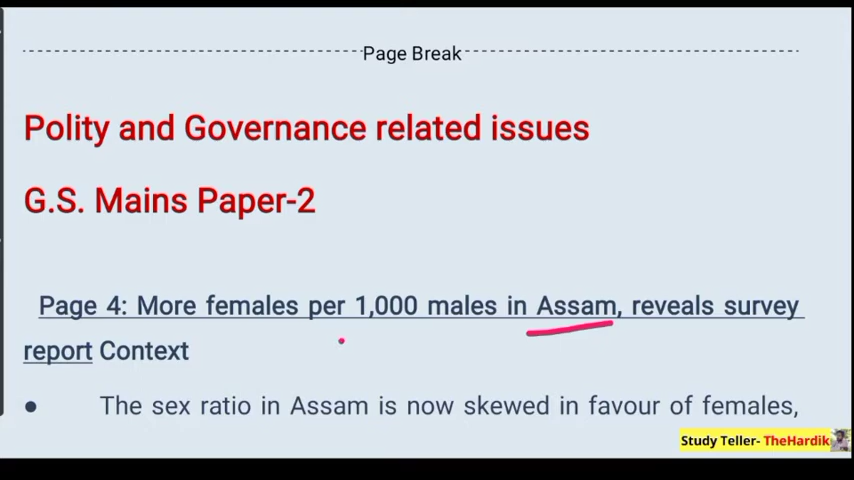 Page Break
Polity and Governance related issues
G.S. Mains Paper-2
Page 4: More females per 1,000 males in Assam, reveals survey
report Context
● The sex ratio in Assam is now skewed in favour of females,
Study Teller- TheHardik